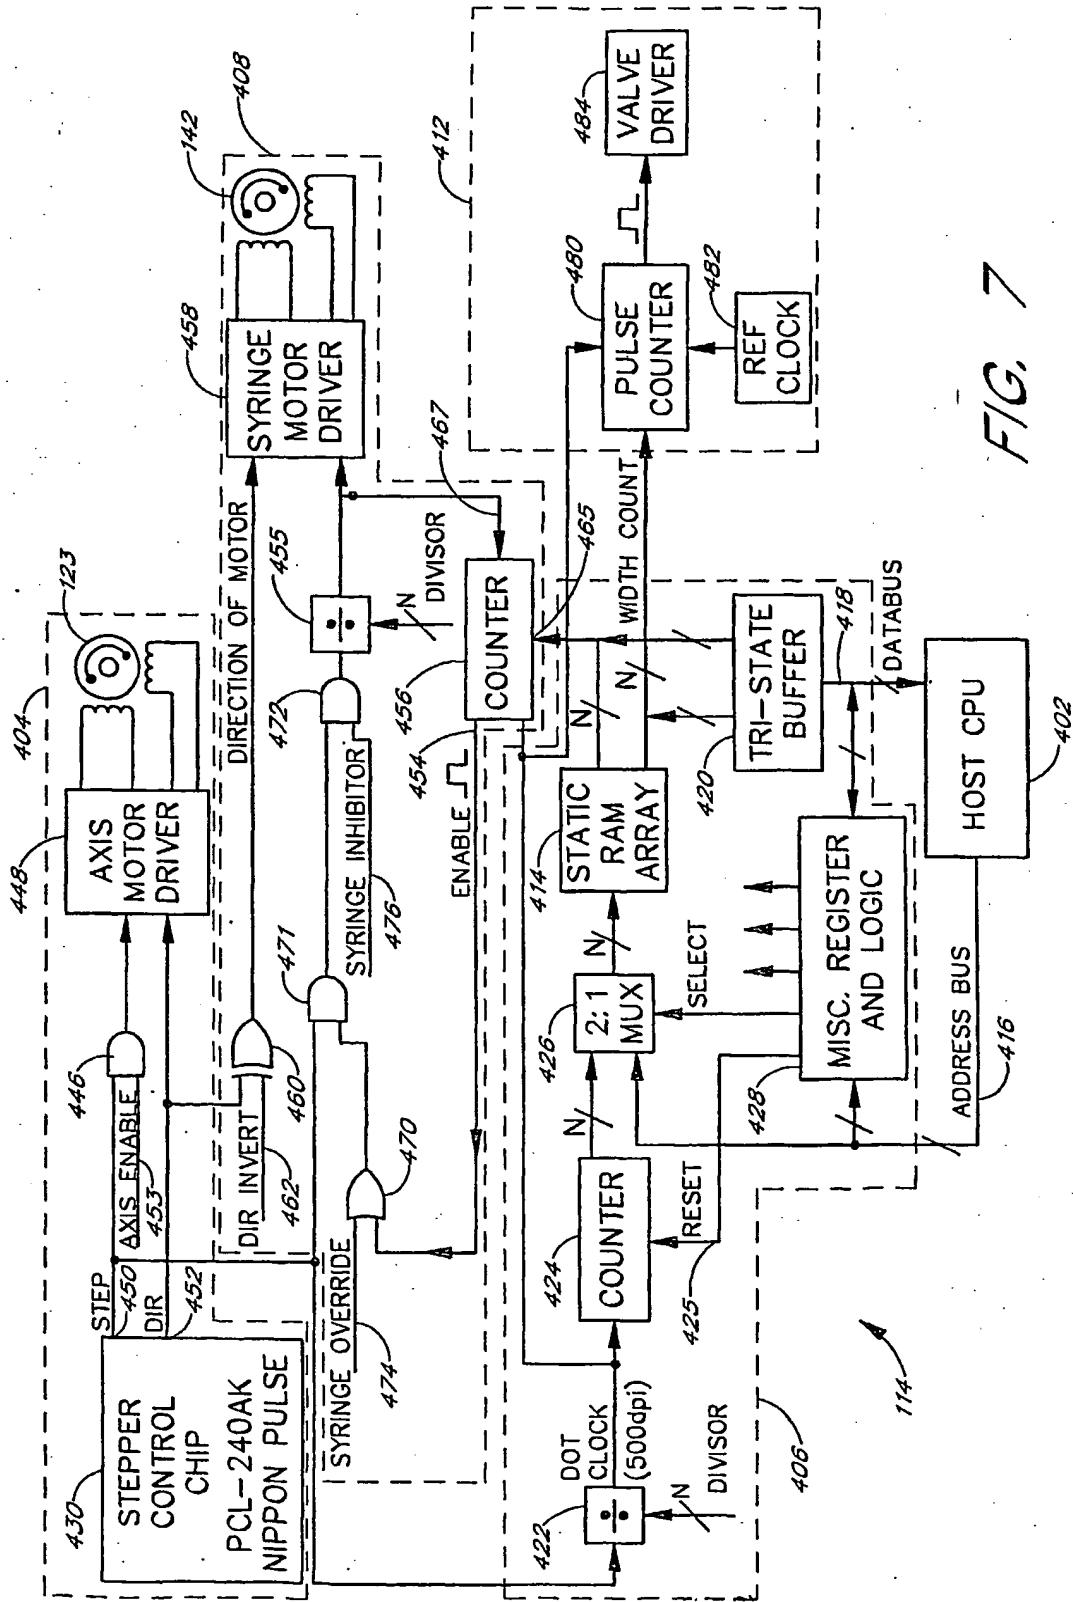 404
123
448
AXIS
MOTOR
DRIVER
446
STEP
450
AXIS ENABLE
453
DIR
452
430
STEPPER
CONTROL
CHIP
PCL-240AK
NIPPON PULSE
408
142
458
SYRINGE
MOTOR
DRIVER
DIRECTION OF MOTOR
460
DIR INVERT
462
472
455
N
DIVISOR
471
SYRINGE INHIBITOR
476
467
456
COUNTER
465
454
ENABLE
470
SYRINGE OVERRIDE
474
412
484
VALVE
DRIVER
480
PULSE
COUNTER
482
REF
CLOCK
WIDTH COUNT
N
N
414
STATIC
RAM
ARRAY
N
426
2:1
MUX
SELECT
N
424
COUNTER
RESET
425
DOT
CLOCK
(500dpi)
422
N
DIVISOR
406
420
TRI-STATE
BUFFER
418
DATABUS
428
MISC. REGISTER
AND LOGIC
HOST CPU
402
ADDRESS BUS
416
114
FIG. 7